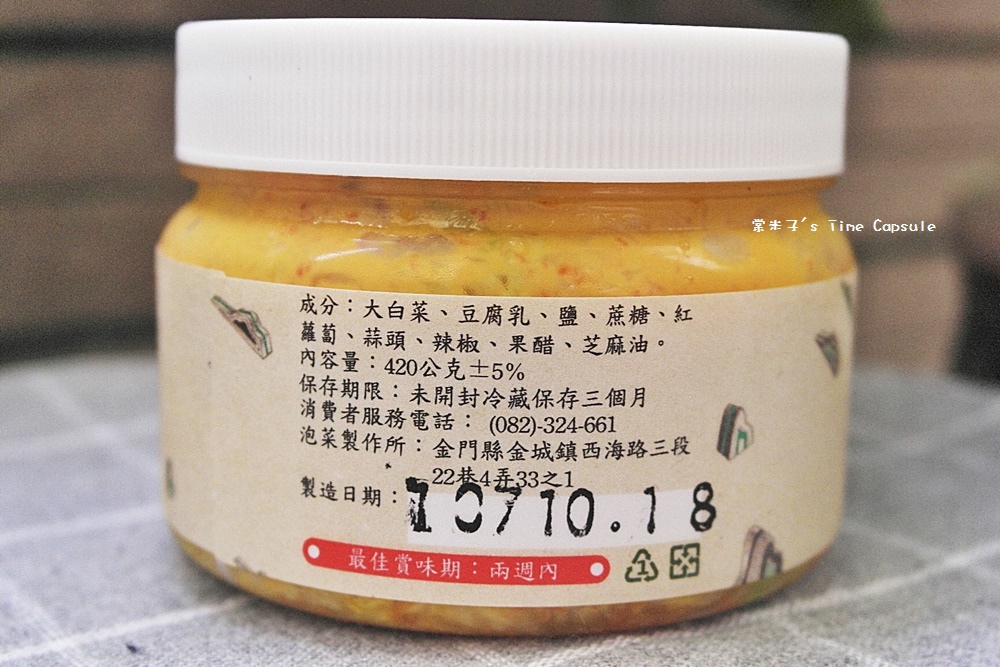 棠米子's Time Capsule
成分：大白菜、豆腐乳、鹽、蔗糖、紅
蘿蔔、蒜頭、辣椒、果醋、芝麻油。
內容量：420公克±5%
保存期限：未開封冷藏保存三個月
消費者服務電話： (082)-324-661
泡菜製作所：金門縣金城鎮西海路三段
22巷4弄33之1
製造日期：10710.18
最佳賞味期：兩週內
1